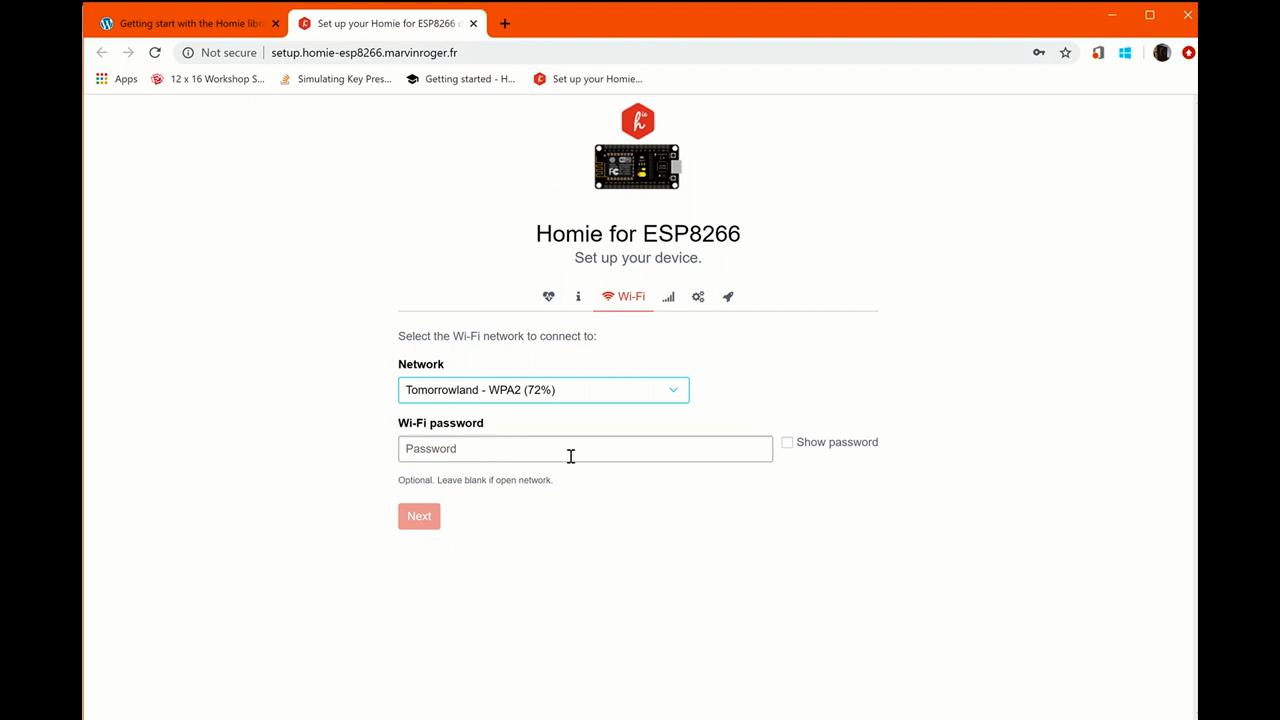 Getting start with the Homie libr
Set up your Homie for ESP8266
Not secure
setup.homie-esp8266.marvinroger.fr
Apps
12 x 16 Workshop S...
Simulating Key Pres...
Getting started - H...
Set up your Homie...
Homie for ESP8266
Set up your device.
Wi-Fi
Select the Wi-Fi network to connect to:
Network
Tomorrowland - WPA2 (72%)
Wi-Fi password
Password
Show password
Optional. Leave blank if open network.
Next